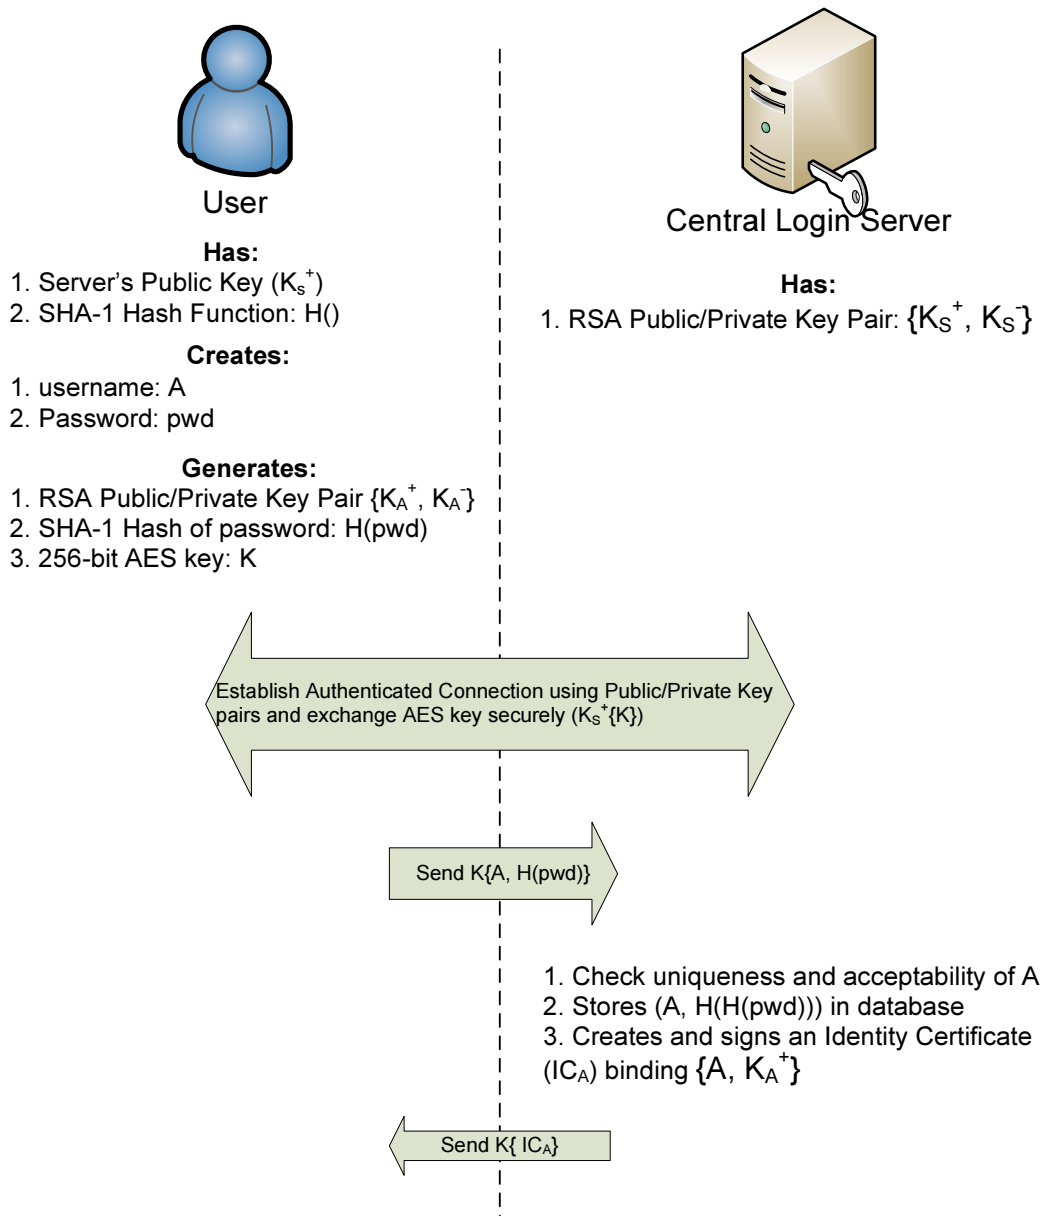 User
Has:
1. Server's Public Key (Ks+)
2. SHA-1 Hash Function: H()
Creates:
1. username: A
2. Password: pwd
Generates:
1. RSA Public/Private Key Pair {KA+, KA-}
2. SHA-1 Hash of password: H(pwd)
3. 256-bit AES key: K
Central Login Server
Has:
1. RSA Public/Private Key Pair: {KS+, KS-}
Establish Authenticated Connection using Public/Private Key
pairs and exchange AES key securely (KS+{K})
Send K{A, H(pwd)}
1. Check uniqueness and acceptability of A
2. Stores (A, H(H(pwd))) in database
3. Creates and signs an Identity Certificate
(ICA) binding {A, KA+}
Send K{ ICA}